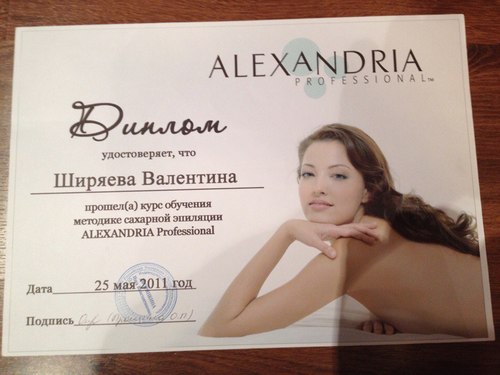 ALEXANDRIA
PROFESSIONAL™
Диплом
удостоверяет, что
Ширяева Валентина
прошел(а) курс обучения
методике сахарной эпиляции
ALEXANDRIA Professional
Дата 25 мая 2011 год
Подпись